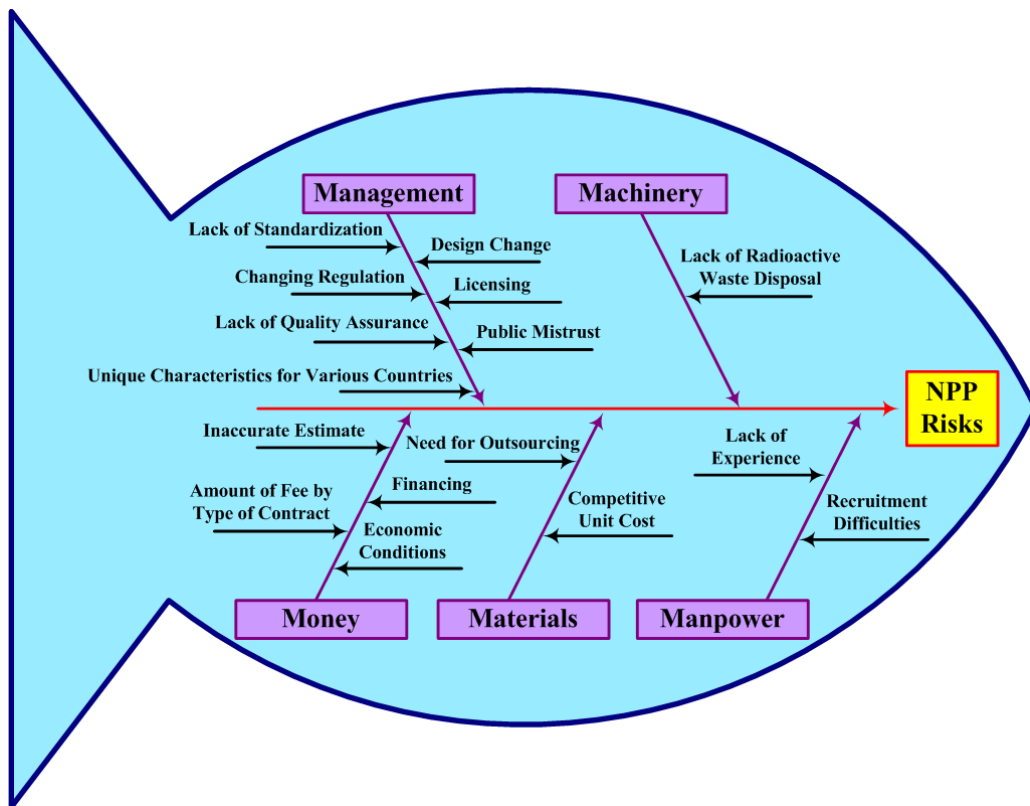 Management
Machinery
Lack of Standardization
Design Change
Changing Regulation
Licensing
Lack of Quality Assurance
Public Mistrust
Unique Characteristics for Various Countries
Lack of Radioactive
Waste Disposal
NPP
Risks
Inaccurate Estimate
Financing
Amount of Fee by
Type of Contract
Economic
Conditions
Need for Outsourcing
Competitive
Unit Cost
Lack of
Experience
Recruitment
Difficulties
Money
Materials
Manpower